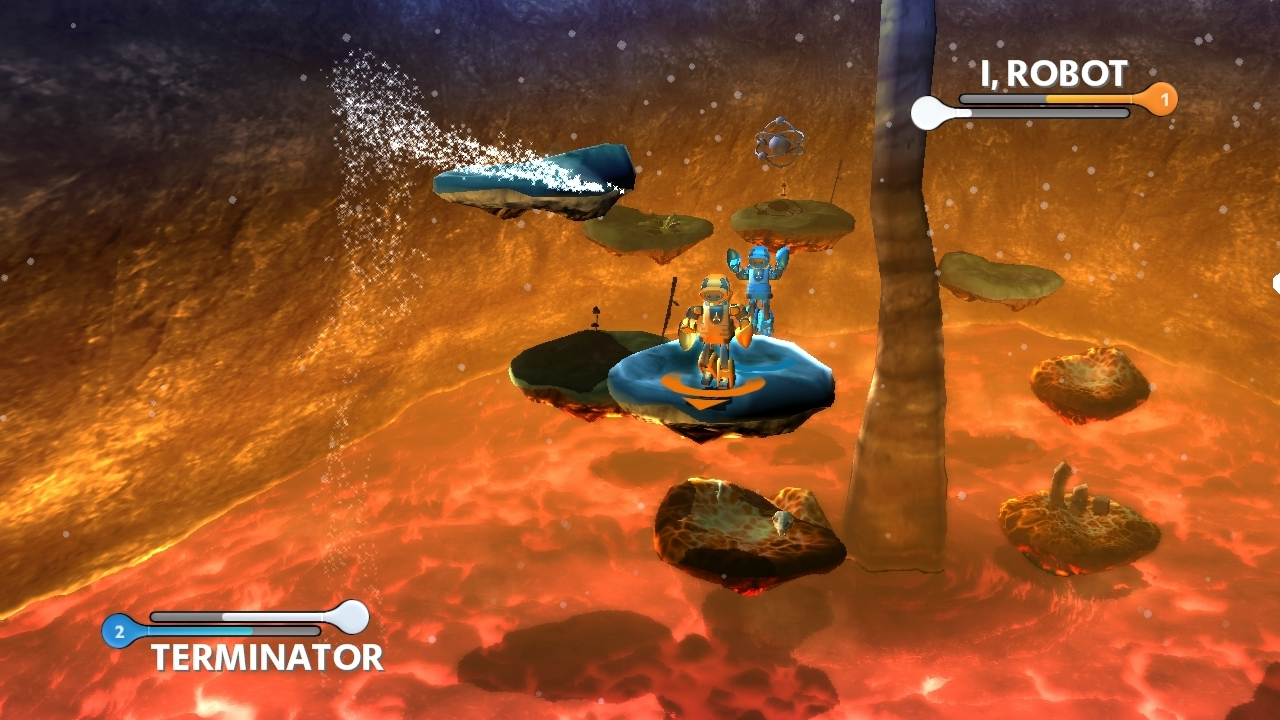 I, ROBOT
1
2
TERMINATOR